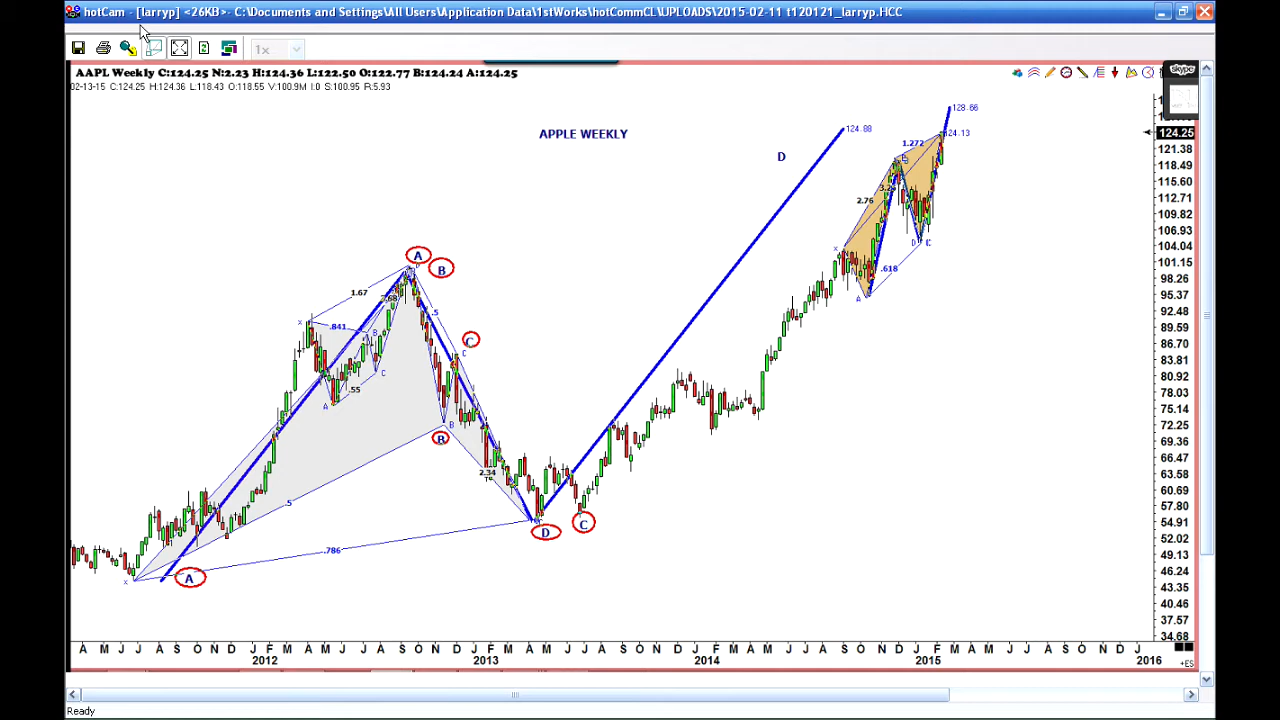 hotCam - [larryp] <26KB>- C:\Documents and Settings\All Users\Application Data\1stWorks\hotCommCL\UPLOADS\2015-02-11 t120121_larryp.HCC
1x
AAPL Weekly C:124.25 N:2.23 H:124.36 L:122.50 O:122.77 B:124.24 A:124.25
02-13-15 C:124.25 H:124.36 L:118.43 O:118.55 V:100.9M I:0 S:100.95 R:5.93
skype
APPLE WEEKLY
128.66
124.88
124.13
124.25
D
1.272
B
121.38
118.49
115.60
2.76
112.71
109.82
106.93
X
D
C
104.04
A
B
101.15
.618
98.26
1.67
A
95.37
.5
92.48
X
.841
B
89.59
C
86.70
C
83.81
C
80.92
.55
78.03
A
75.14
B
72.25
B
69.36
2.34
66.47
63.58
.5
60.69
57.80
C
54.91
D
52.02
.786
49.13
X
A
46.24
43.35
40.46
37.57
34.68
A M J J A S O N D J F M A M J J A S O N D J F M A M J J A S O N D J F M A M J J A S O N D J F M A M J J A S O N D J
2012 2013 2014 2015 2016
+ES
Ready